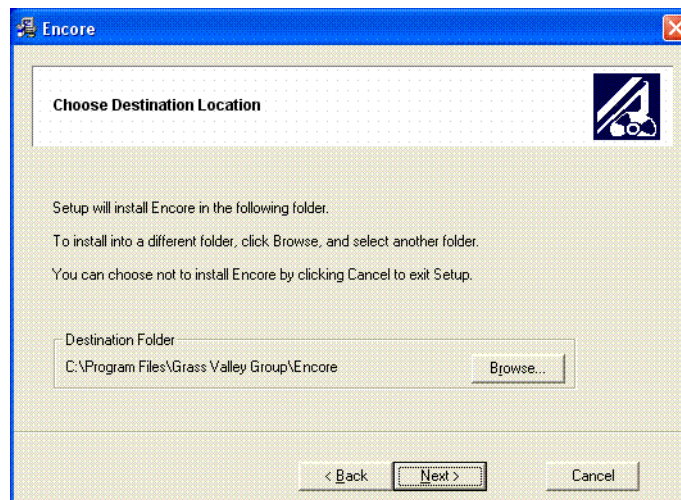 Encore
Choose Destination Location
Setup will install Encore in the following folder.
To install into a different folder, click Browse, and select another folder.
You can choose not to install Encore by clicking Cancel to exit Setup.
Destination Folder
C:\Program Files\Grass Valley Group\Encore
Browse...
< Back
Next >
Cancel